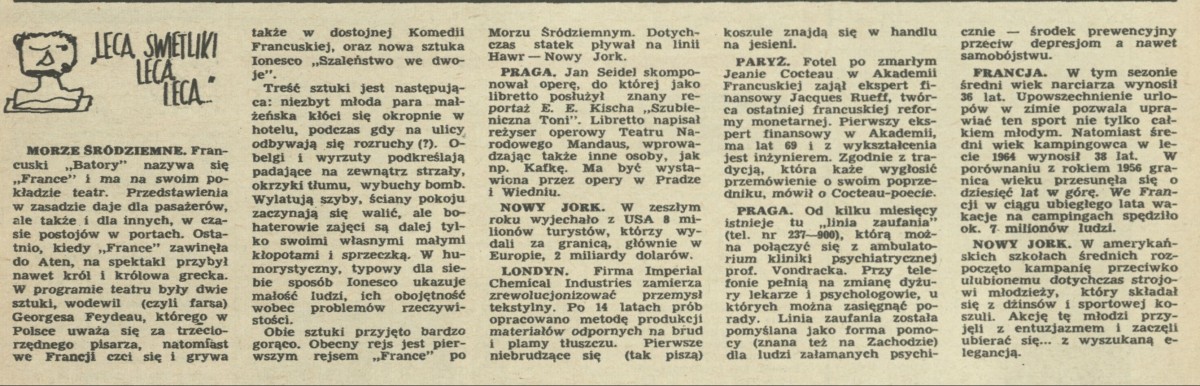 „LECĄ, ŚWIETLIKI
LECĄ,
LECĄ..."
MORZE ŚRÓDZIEMNE. Fran-
cuski „Batory" nazywa się
„France" i ma na swoim po-
kładzie teatr. Przedstawienia
w zasadzie daje dla pasażerów,
ale także i dla innych, w cza-
sie postojów w portach. Osta-
tnio, kiedy „France" zawinęła
do Aten, na spektakl przybył
nawet król i królowa grecka.
W programie teatru były dwie
sztuki, wodewil (czyli farsa)
Georgesa Feydeau, którego w
Polsce uważa się za trzecio-
rzędnego pisarza, natomiast
we Francji czci się i grywa
także w dostojnej Komedii
Francuskiej, oraz nowa sztuka
Ionesco „Szaleństwo we dwo-
je".
Treść sztuki jest następują-
ca: niezbyt młoda para mał-
żeńska kłóci się okropnie w
hotelu, podczas gdy na ulicy
odbywają się rozruchy (?). O-
belgi i wyrzuty podkreślają
padające na zewnątrz strzały,
okrzyki tłumu, wybuchy bomb.
Wylatują szyby, ściany pokoju
zaczynają się walić, ale bo-
haterowie zajęci są dalej tyl-
ko swoimi własnymi małymi
kłopotami i sprzeczką. W hu-
morystyczny, typowy dla sie-
bie sposób Ionesco ukazuje
małość ludzi, ich obojętność
wobec problemów rzeczywi-
stości.
Obie sztuki przyjęto bardzo
gorąco. Obecny rejs jest pier-
wszym rejsem „France" po
Morzu Śródziemnym. Dotych-
czas statek pływał na linii
Hawr — Nowy Jork.
PRAGA. Jan Seidel skompo-
nował operę, do której jako
libretto posłużył znany re-
portaż E. E. Kischa „Szubie-
niczna Toni". Libretto napisał
reżyser operowy Teatru Na-
rodowego Mandaus, wprowa-
dzając także inne osoby, jak
np. Kafkę. Ma być wysta-
wiona przez opery w Pradze
i Wiedniu.
NOWY JORK. W zeszłym
roku wyjechało z USA 8 mi-
lionów turystów, którzy wy-
dali za granicą, głównie w
Europie, 2 miliardy dolarów.
LONDYN. Firma Imperial
Chemical Industries zamierza
zrewolucjonizować przemysł
tekstylny. Po 14 latach prób
opracowano metodę produkcji
materiałów odpornych na brud
i plamy tłuszczu. Pierwsze
niebrudzące się (tak piszą)
koszule znajdą się w handlu
na jesieni.
PARYŻ. Fotel po zmarłym
Jeanie Cocteau w Akademii
Francuskiej zajął ekspert fi-
nansowy Jacques Rueff, twór-
ca ostatniej francuskiej refor-
my monetarnej. Pierwszy eks-
pert finansowy w Akademii,
ma lat 69 i z wykształcenia
jest inżynierem. Zgodnie z tra-
dycją, która każe wygłosić
przemówienie o swoim poprze-
dniku, mówił o Cocteau-poecie.
PRAGA. Od kilku miesięcy
istnieje tu „linia zaufania"
(tel. nr 237—900), którą moż-
na połączyć się z ambulato-
rium kliniki psychiatrycznej
prof. Vondracka. Przy tele-
fonie pełnią na zmianę dyżu-
ry lekarze i psychologowie, u
których można zasięgnąć po-
rady. Linia zaufania została
pomyślana jako forma pomo-
cy (znana też na Zachodzie)
dla ludzi załamanych psychi-
cznie — środek prewencyjny
przeciw depresjom a nawet
samobójstwu.
FRANCJA. W tym sezonie
średni wiek narciarza wynosił
36 lat. Upowszechnienie urlo-
pów w zimie pozwala upra-
wiać ten sport nie tylko cał-
kiem młodym. Natomiast śre-
dni wiek kampingowca w le-
cie 1964 wynosił 38 lat. W
porównaniu z rokiem 1956 gra-
nica wieku przesunęła się o
dziesięć lat w górę. We Fran-
cji w ciągu ubiegłego lata wa-
kacje na campingach spędziło
ok. 7 milionów ludzi.
NOWY JORK. W amerykań-
skich szkołach średnich roz-
poczęto kampanię przeciwko
ulubionemu dotychczas strojo-
wi młodzieży, który składał
się z dżinsów i sportowej ko-
szuli. Akcję tę młodzi przy-
jęli z entuzjazmem i zaczęli
ubierać się... z wyszukaną e-
legancją.